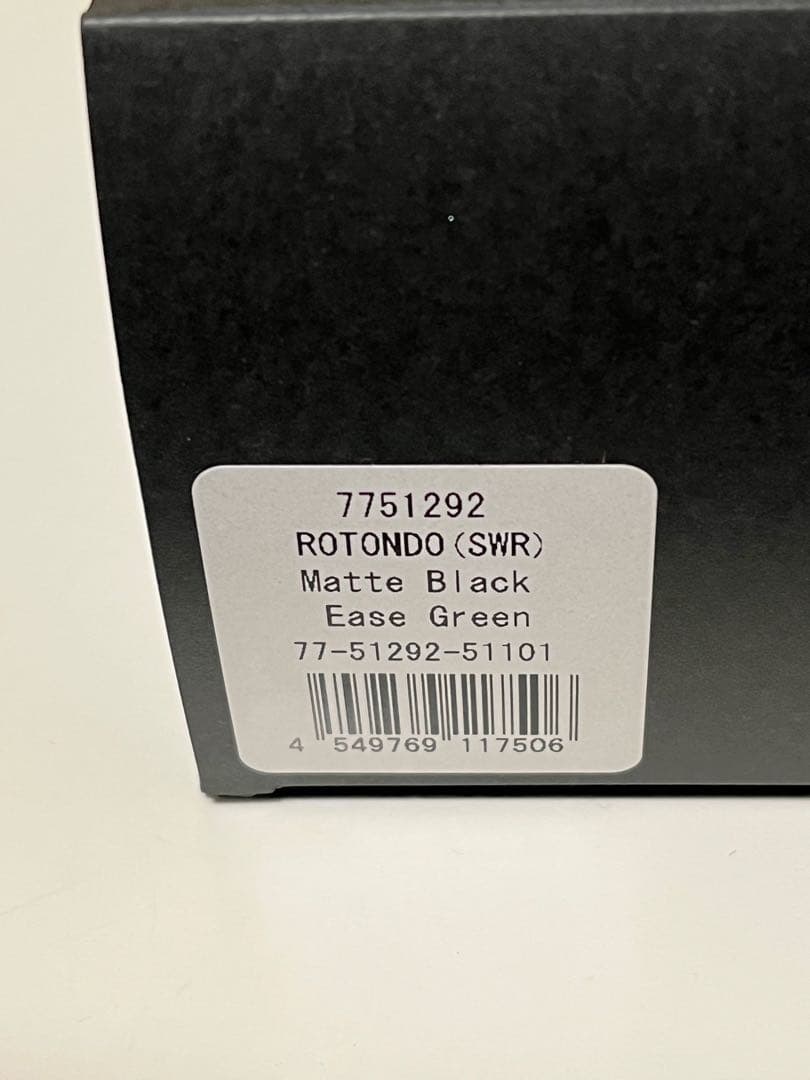 7751292
ROTONDO(SWR)
Matte Black
Ease Green
77-51292-51101
4 549769 117506